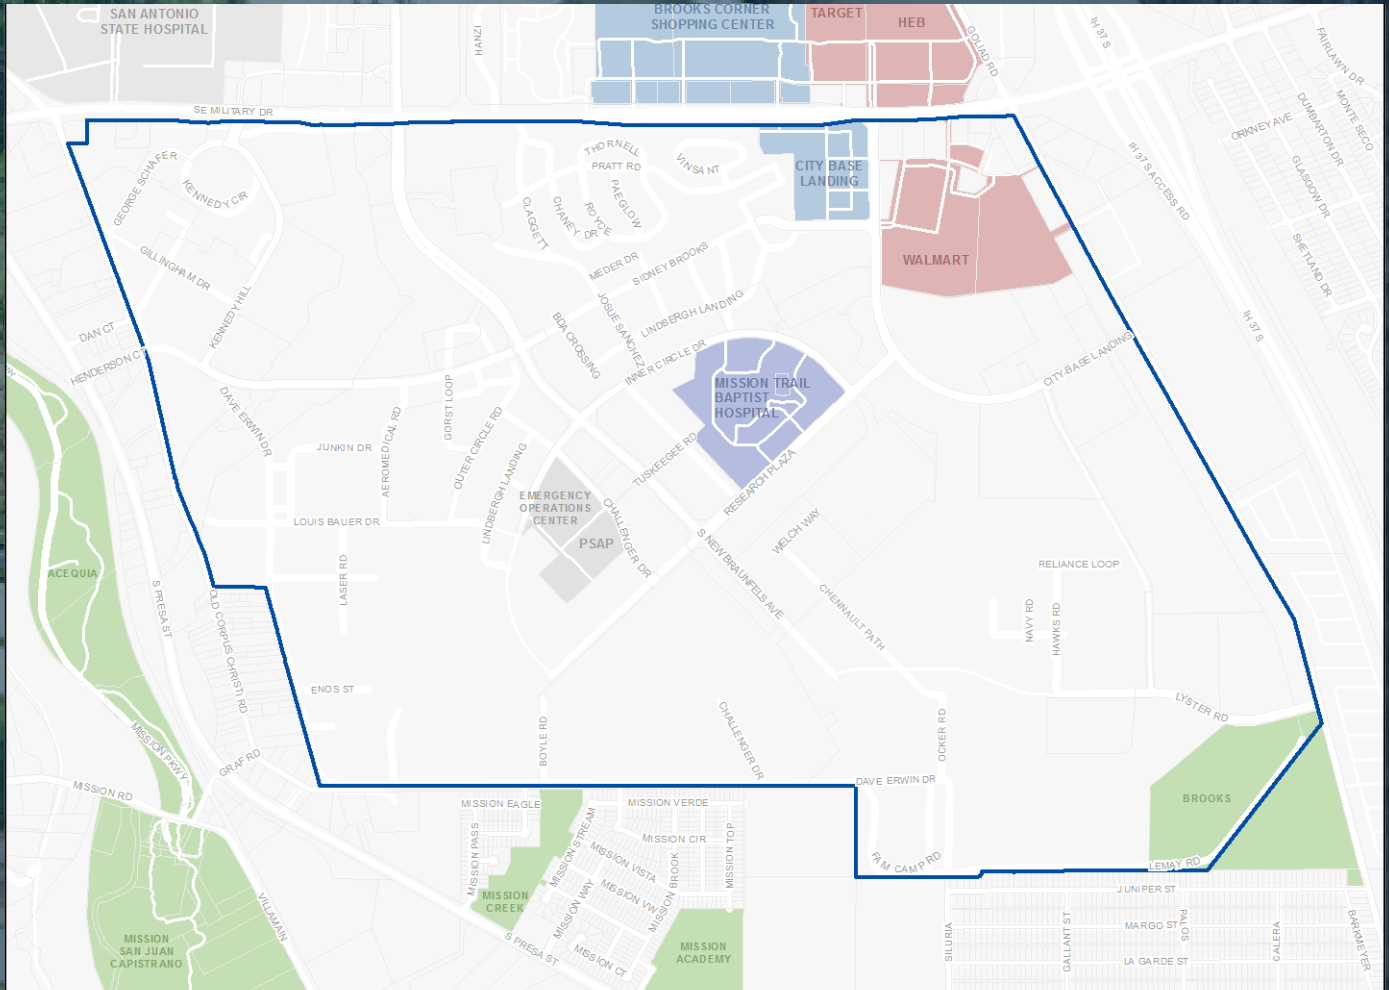 SAN ANTONIO
STATE HOSPITAL
BROOKS CORNER
SHOPPING CENTER
TARGET
HEB
HANZI
GOLIAD RD
IH 37 S
FAIRLAWN DR
SE MILITARY DR
DUMBARTON DR
MONTE SECO
ORKNEY AVE
GEORGE SCHAFER
KENNEDY CIR
THORNELL
PRATT RD
VINSANT
CITY BASE
LANDING
IH 37 S ACCESS RD
GLASGOW DR
CLAGGETT
CHANEY DR
ROYCE
PAEGLOW
GILLINGHAM DR
MEDER DR
SIDNEY BROOKS
WALMART
SHETLAND DR
KENNEDY HILL
JOSUE SANCHEZ
LINDBERGH LANDING
BDA CROSSING
DAN CT
HENDERSON C
INNER CIRCLE DR
CITY-BASE LANDING
IH 37 S
MISSION TRAIL
BAPTIST
HOSPITAL
DAVE ERWIN DR
GORST LOOP
JUNKIN DR
AEROMEDICAL RD
OUTER CIRCLE RD
LINDBERGH LANDING
TUSKEEGEE RD
RESEARCH PLAZA
EMERGENCY
OPERATIONS
CENTER
PSAP
CHALLENGER DR
LOUIS BAUER DR
S NEW BRAUNFELS AVE
WELCH WAY
LASER RD
RELIANCE LOOP
ACEQUIA
S PRESA ST
OLD CORPUS CHRISTI RD
CHENNAULT PATH
NAVY RD
HAWKS RD
ENOS ST
LYSTER RD
BOYLE RD
CHALLENGER DR
OCKER RD
MISSION PKWY
GRAF RD
MISSION RD
DAVE ERWIN DR
BROOKS
MISSION EAGLE
MISSION VERDE
MISSION PASS
MISSION STREAM
MISSION CIR
MISSION VISTA
MISSION BROOK
MISSION TOP
FAM CAMP RD
LEMAY RD
MISSION WAY
MISSION VW
JUNIPER ST
MISSION
CREEK
VILLAMAIN
MARGO ST
PALOS
SILURIA
GALLANT ST
CALERA
BARKMEYER
MISSION
SAN JUAN
CAPISTRANO
S PRESA ST
MISSION CT
MISSION
ACADEMY
LA GARDE ST